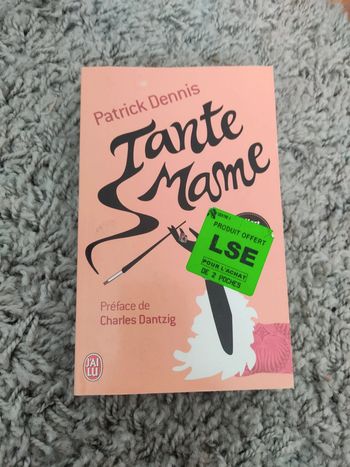 Patrick Dennis
Tante
Mame
PRODUIT OFFERT
LSE
POUR L'ACHAT
DE 2 POCHES
Préface de
Charles Dantzig
J'AI
LU